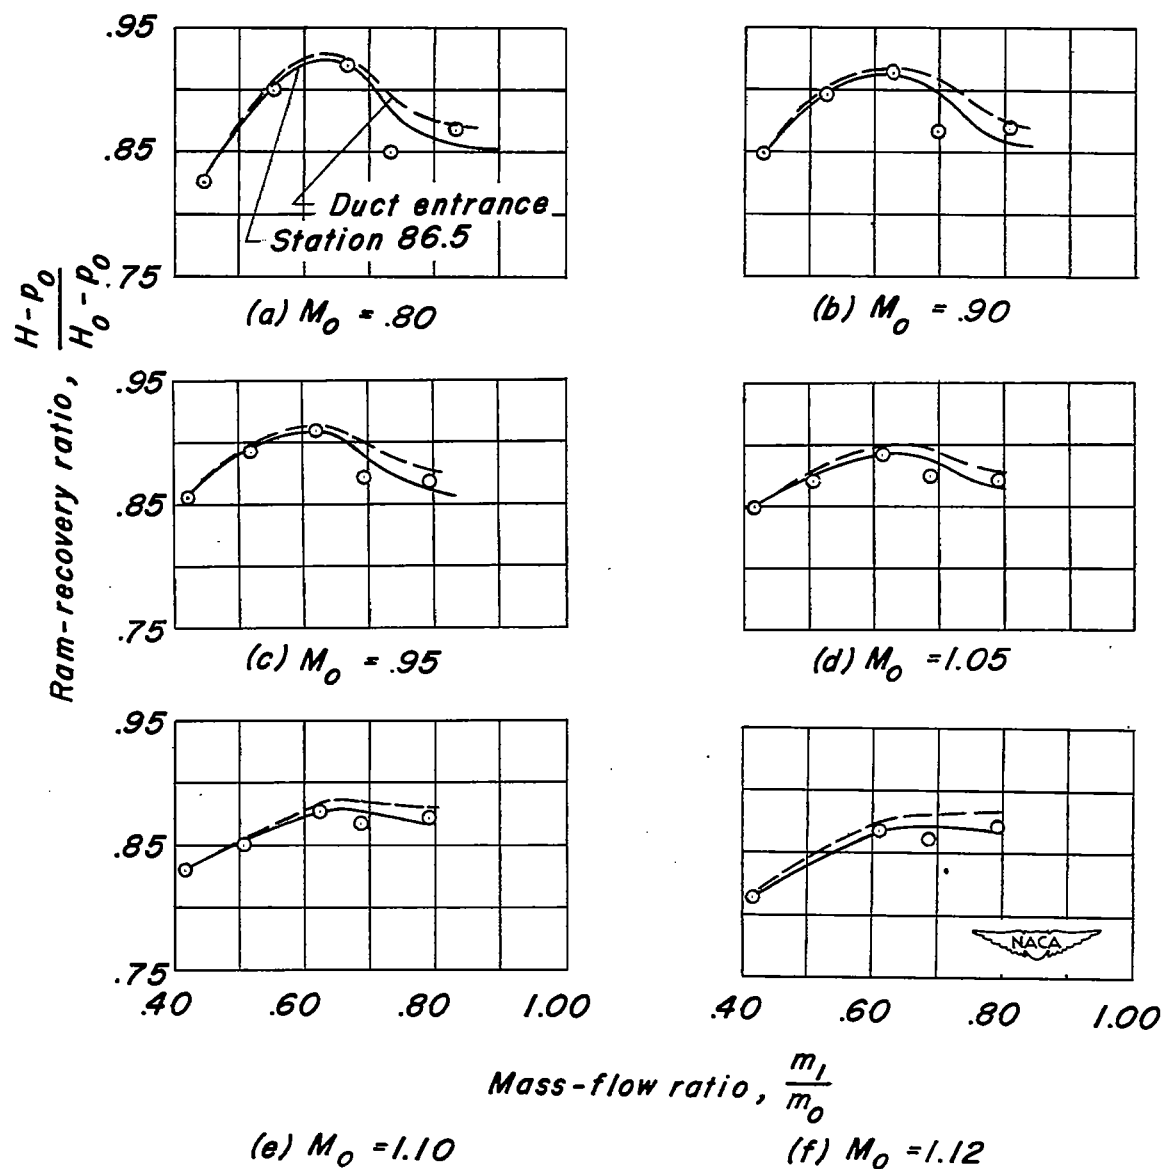 .95
.85
.75
Duct entrance
Station 86.5
(a) M₀ = .80
(b) M₀ = .90
Ram-recovery ratio, H-p₀ / H₀-p₀
.95
.85
.75
(c) M₀ = .95
(d) M₀ =1.05
.95
.85
.75
NACA
.40 .60 .80 1.00
.40 .60 .80 1.00
Mass-flow ratio, m₁ / m₀
(e) M₀ =1.10
(f) M₀ =1.12